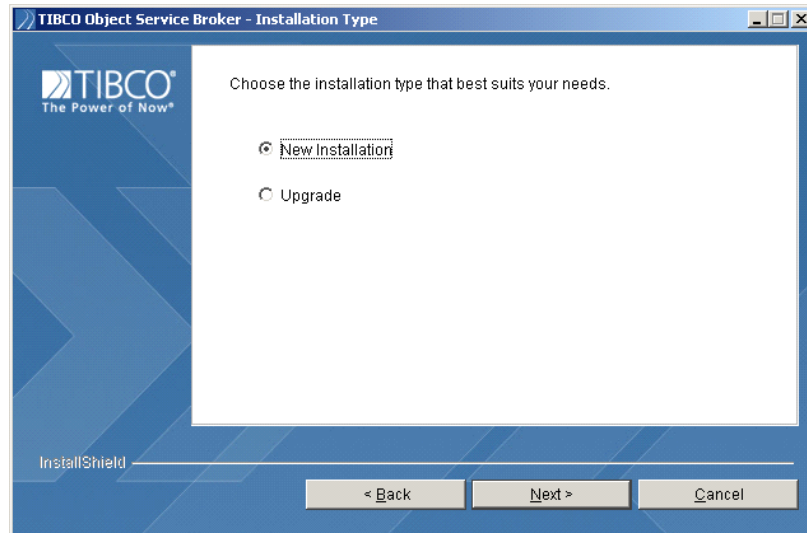 TIBCO Object Service Broker - Installation Type
TIBCO®
The Power of Now®
Choose the installation type that best suits your needs.
New Installation
Upgrade
InstallShield
< Back
Next >
Cancel